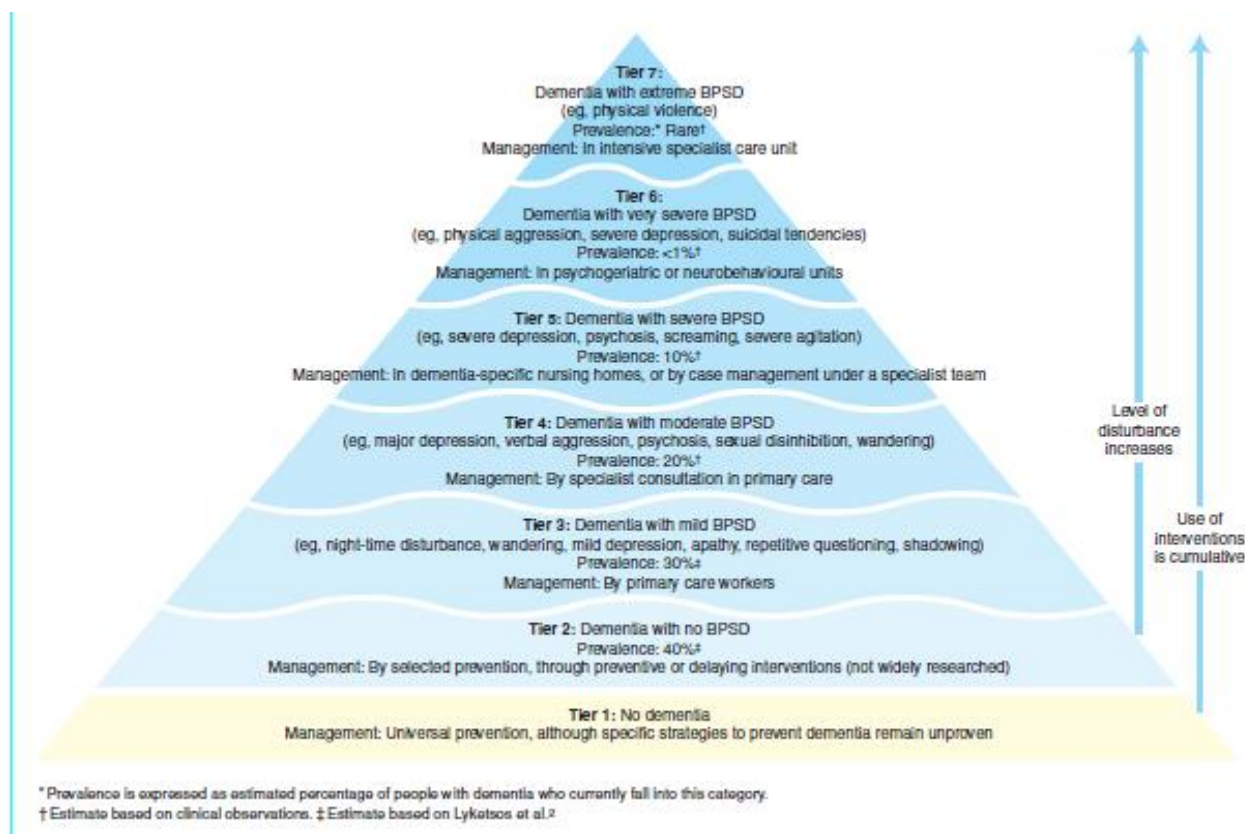 Tier 7:
Dementia with extreme BPSD
(eg, physical violence)
Prevalence:* Rare†
Management: In intensive specialist care unit
Tier 6:
Dementia with very severe BPSD
(eg, physical aggression, severe depression, suicidal tendencies)
Prevalence: <1%†
Management: In psychogeriatric or neurobehavioural units
Tier 5: Dementia with severe BPSD
(eg, severe depression, psychosis, screaming, severe agitation)
Prevalence: 10%†
Management: In dementia-specific nursing homes, or by case management under a specialist team
Tier 4: Dementia with moderate BPSD
(eg, major depression, verbal aggression, psychosis, sexual disinhibition, wandering)
Prevalence: 20%†
Management: By specialist consultation in primary care
Tier 3: Dementia with mild BPSD
(eg, night-time disturbance, wandering, mild depression, apathy, repetitive questioning, shadowing)
Prevalence: 30%‡
Management: By primary care workers
Tier 2: Dementia with no BPSD
Prevalence: 40%‡
Management: By selected prevention, through preventive or delaying interventions (not widely researched)
Tier 1: No dementia
Management: Universal prevention, although specific strategies to prevent dementia remain unproven
Level of
disturbance
increases
Use of
interventions
is cumulative
* Prevalence is expressed as estimated percentage of people with dementia who currently fall into this category.
† Estimate based on clinical observations. ‡ Estimate based on Lyketsos et al.²